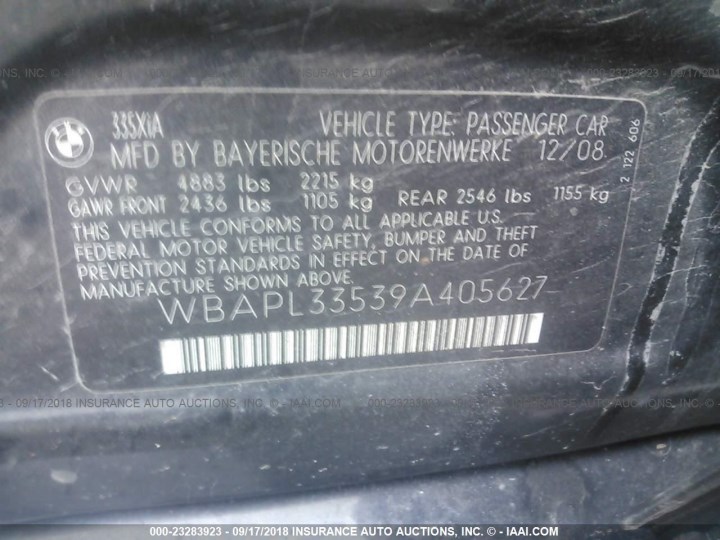 BMW
335XiA
VEHICLE TYPE: PASSENGER CAR
MFD BY BAYERISCHE MOTORENWERKE 12/08
GVWR 4883 lbs 2215 kg
GAWR FRONT 2436 lbs 1105 kg REAR 2546 lbs 1155 kg
THIS VEHICLE CONFORMS TO ALL APPLICABLE U.S.
FEDERAL MOTOR VEHICLE SAFETY, BUMPER AND THEFT
PREVENTION STANDARDS IN EFFECT ON THE DATE OF
MANUFACTURE SHOWN ABOVE.
WBAPL33539A405627
2 122 606
000-23283923 - 09/17/2018 INSURANCE AUTO AUCTIONS, INC. - © - IAAI.COM